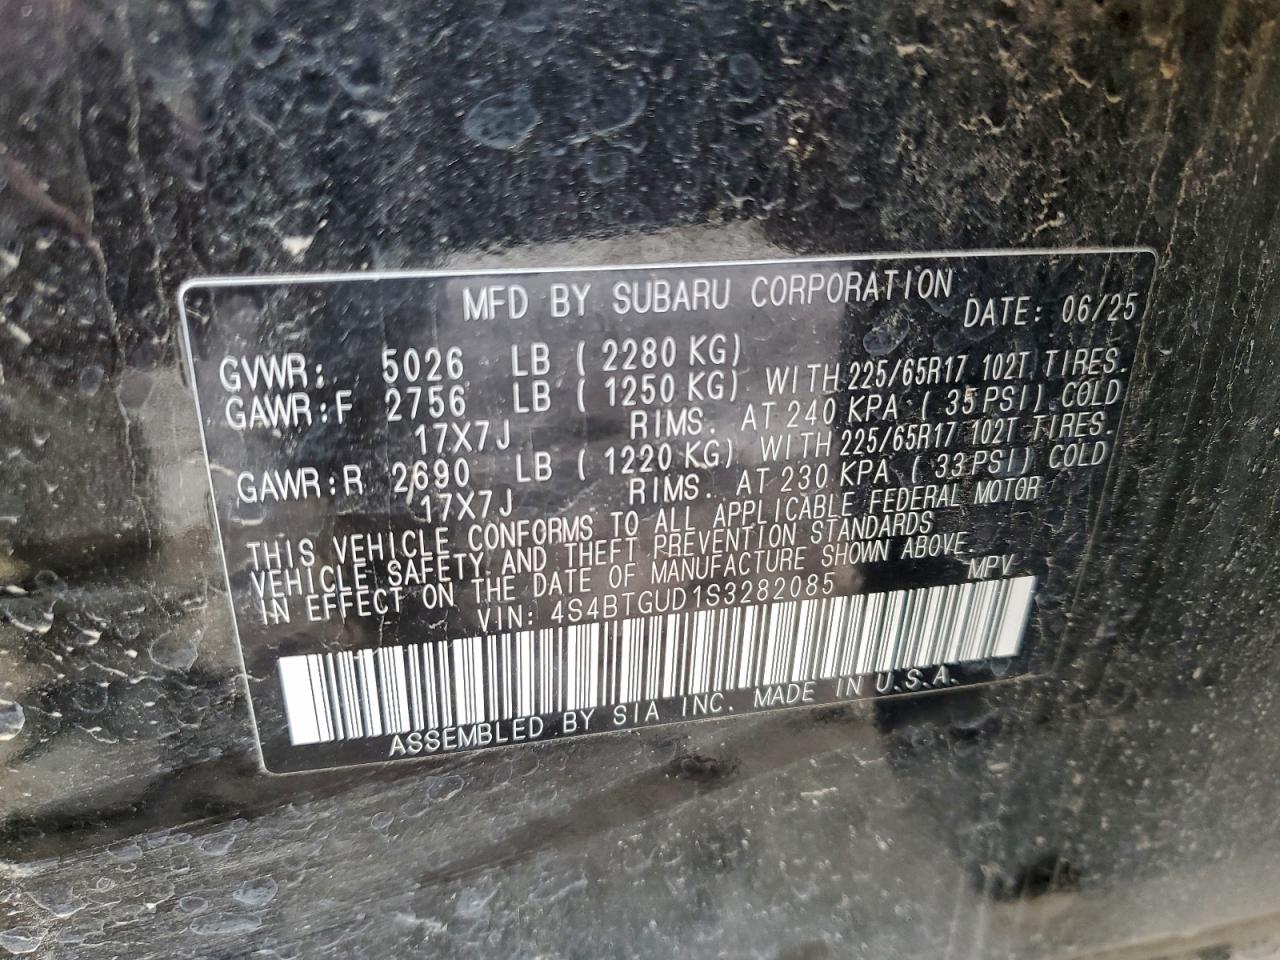 MFD BY SUBARU CORPORATION DATE: 06/25
GVWR: 5026 LB ( 2280 KG)
GAWR:F 2756 LB ( 1250 KG) WITH 225/65R17 102T TIRES.
17X7J RIMS. AT 240 KPA ( 35 PSI) COLD
GAWR:R 2690 LB ( 1220 KG) WITH 225/65R17 102T TIRES.
17X7J RIMS. AT 230 KPA ( 33 PSI) COLD
THIS VEHICLE CONFORMS TO ALL APPLICABLE FEDERAL MOTOR
VEHICLE SAFETY AND THEFT PREVENTION STANDARDS
IN EFFECT ON THE DATE OF MANUFACTURE SHOWN ABOVE
VIN: 4S4BTGUD1S3282085 MPV
ASSEMBLED BY SIA INC. MADE IN U.S.A.